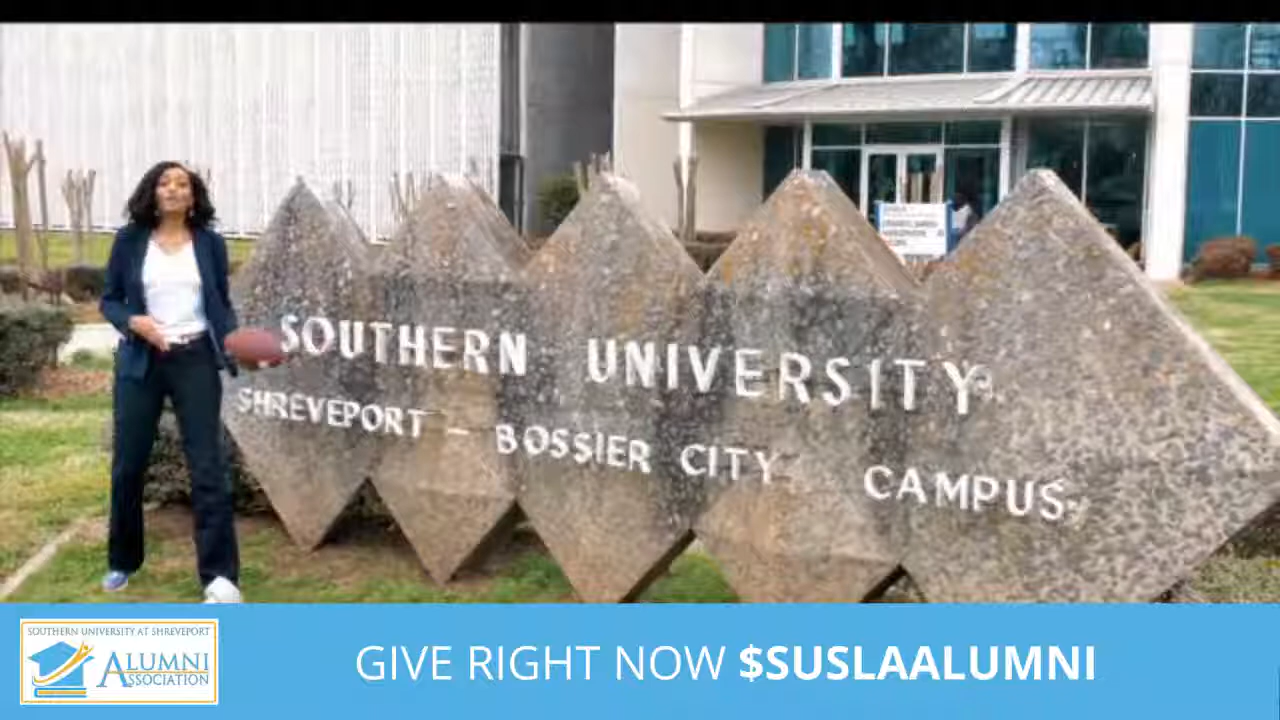 SOUTHERN UNIVERSITY
SHREVEPORT – BOSSIER CITY CAMPUS
SOUTHERN UNIVERSITY AT SHREVEPORT
ALUMNI
ASSOCIATION
GIVE RIGHT NOW $SUSLAALUMNI